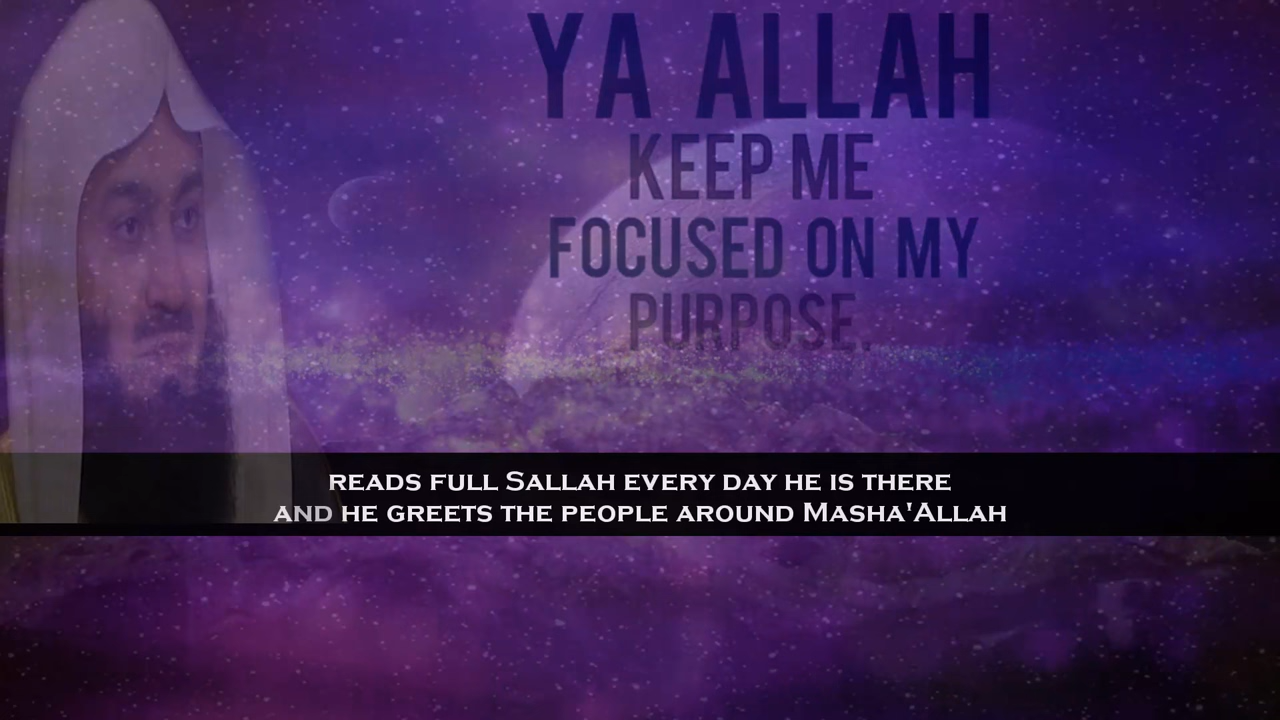 YA ALLAH
KEEP ME
FOCUSED ON MY
PURPOSE.
READS FULL SALLAH EVERY DAY HE IS THERE
AND HE GREETS THE PEOPLE AROUND MASHA'ALLAH